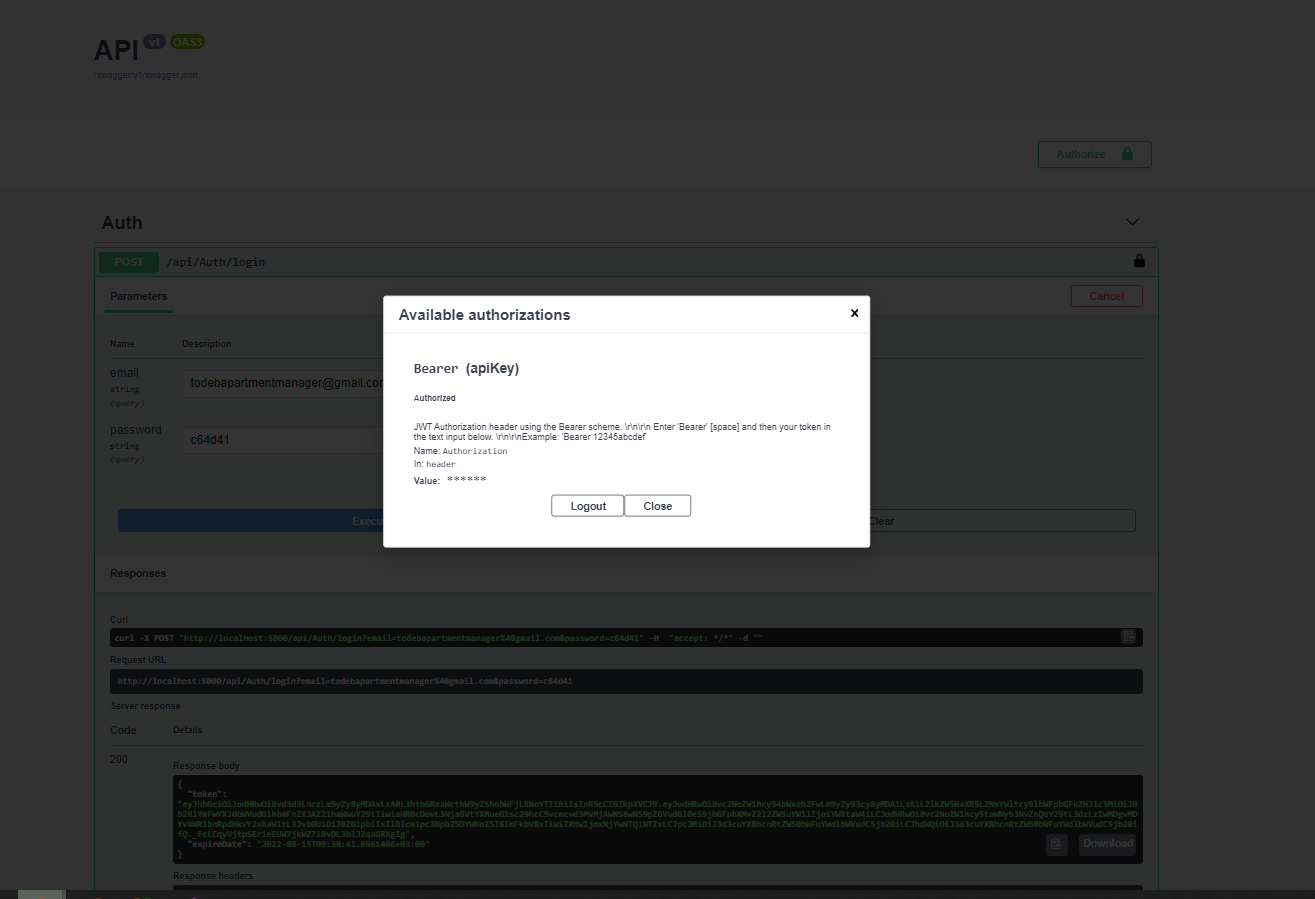 API v1 OAS3
/swagger/v1/swagger.json
Authorize
Auth
POST /api/Auth/login
Parameters
Cancel
Name Description
email
string
(query)
todebapartmentmanager@gmail.com
password
string
(query)
c64d41
Available authorizations
×
Bearer (apiKey)
Authorized
JWT Authorization header using the Bearer scheme. \r\n\r\n Enter 'Bearer' [space] and then your token in
the text input below. \r\n\r\nExample: 'Bearer 12345abcdef'
Name: Authorization
In: header
Value: ******
Logout Close
Execu
Clear
Responses
Curl
curl -X POST "http://localhost:5000/api/Auth/login?email=todebapartmentmanager%40gmail.com&password=c64d41" -H "accept: */*" -d ""
Request URL
http://localhost:5000/api/Auth/login?email=todebapartmentmanager%40gmail.com&password=c64d41
Server response
Code Details
200
Response body
{
"token":
"expireDate": "2022-08-15T09:38:41.6961406+03:00"
}
Download
Response headers